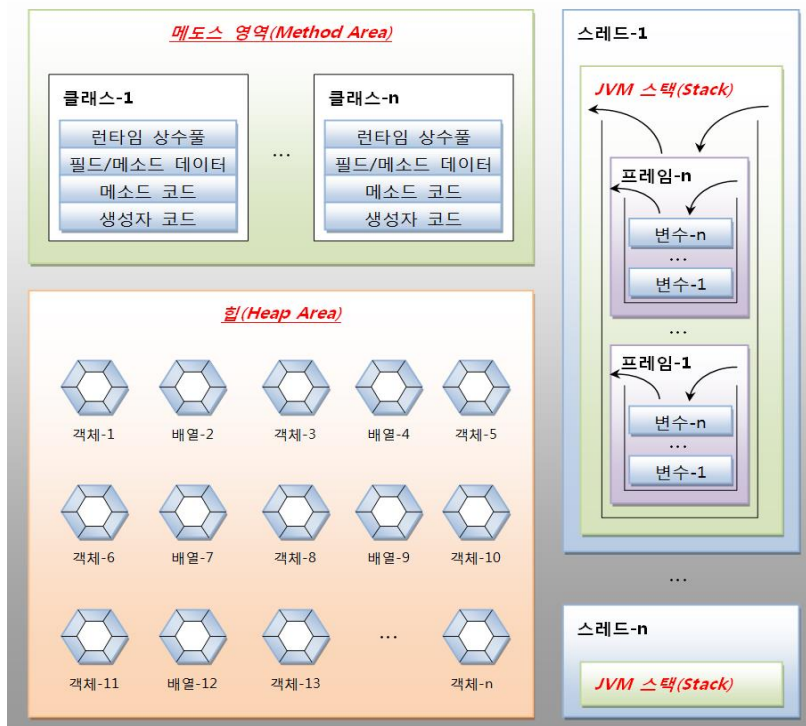 메도스 영역(Method Area)
클래스-1
런타임 상수풀
필드/메소드 데이터
메소드 코드
생성자 코드
...
클래스-n
런타임 상수풀
필드/메소드 데이터
메소드 코드
생성자 코드
힙(Heap Area)
객체-1
배열-2
객체-3
배열-4
객체-5
객체-6
배열-7
객체-8
배열-9
객체-10
객체-11
배열-12
객체-13
...
객체-n
스레드-1
JVM 스택(Stack)
프레임-n
변수-n
...
변수-1
...
프레임-1
변수-n
...
변수-1
...
스레드-n
JVM 스택(Stack)